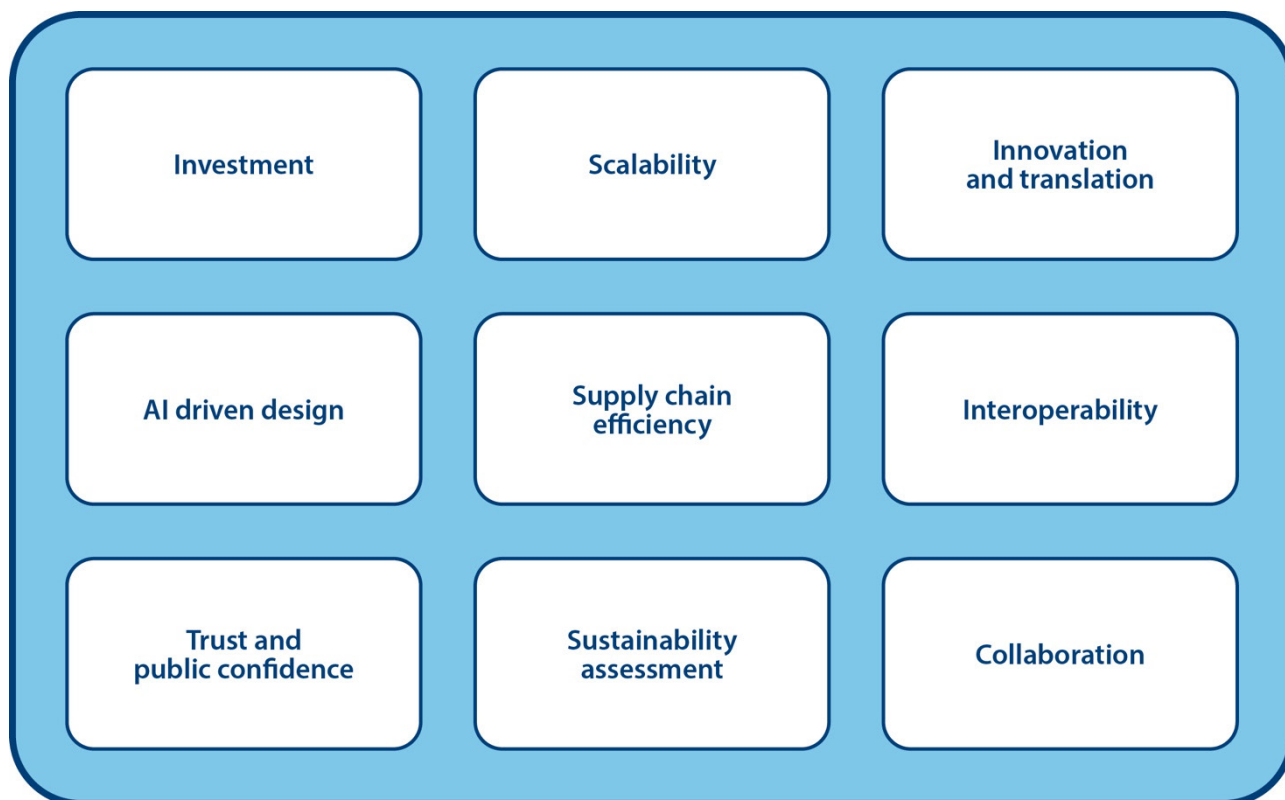 Investment
Scalability
Innovation
and translation
AI driven design
Supply chain
efficiency
Interoperability
Trust and
public confidence
Sustainability
assessment
Collaboration